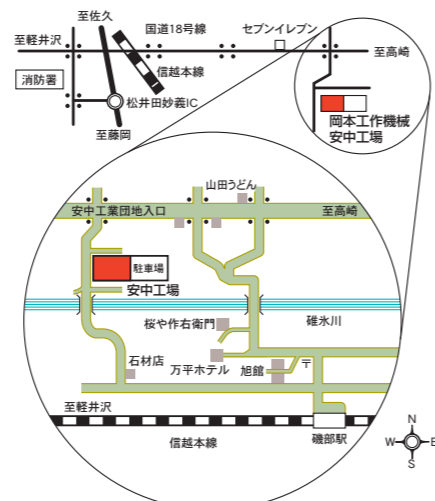 至佐久
国道18号線
セブンイレブン
至軽井沢
至高崎
消防署
信越本線
松井田妙義IC
至藤岡
岡本工作機械
安中工場
山田うどん
安中工業団地入口
至高崎
駐車場
安中工場
桜や作右衛門
碓氷川
石材店
万平ホテル
旭館
〒
至軽井沢
信越本線
磯部駅
N
W
E
S